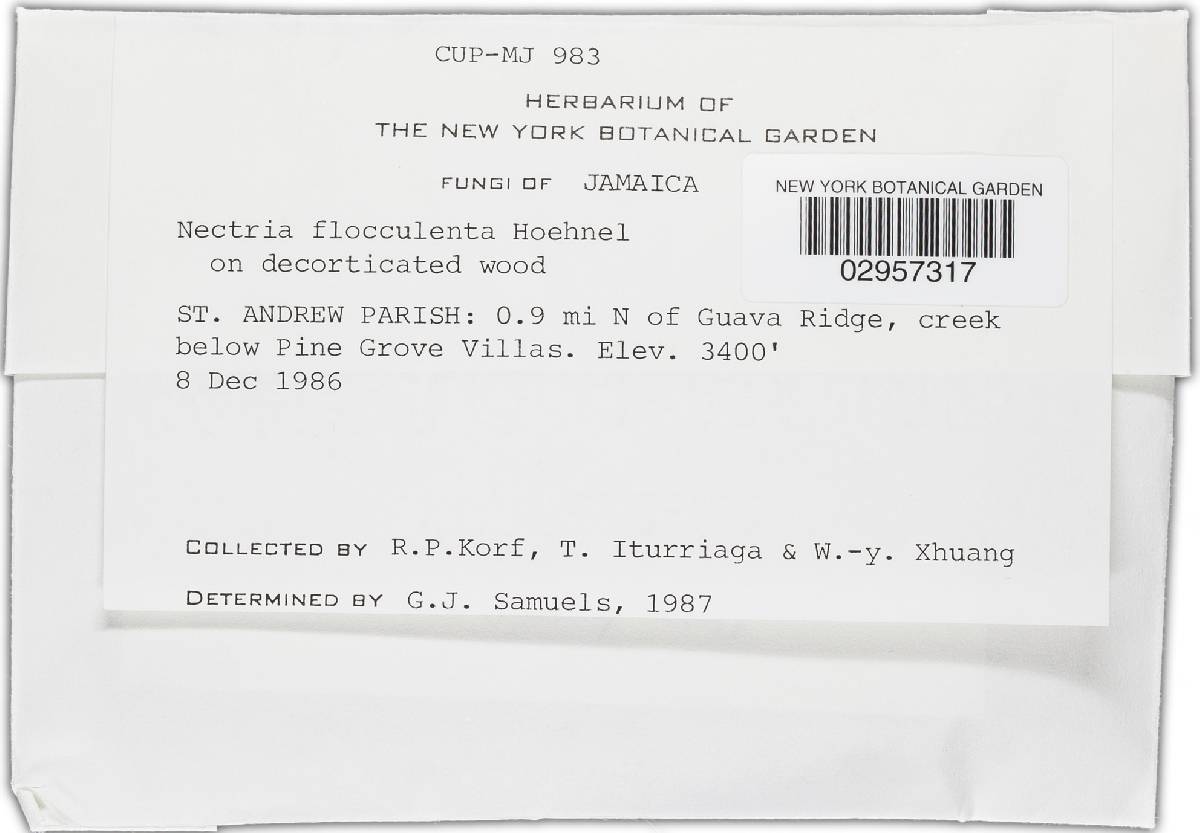 CUP-MJ 983
HERBARIUM OF
THE NEW YORK BOTANICAL GARDEN
FUNGI OF JAMAICA
NEW YORK BOTANICAL GARDEN
02957317
Nectria flocculenta Hoehnel
on decorticated wood
ST. ANDREW PARISH: 0.9 mi N of Guava Ridge, creek
below Pine Grove Villas. Elev. 3400'
8 Dec 1986
COLLECTED BY R.P.Korf, T. Iturriaga & W.-y. Xhuang
DETERMINED BY G.J. Samuels, 1987